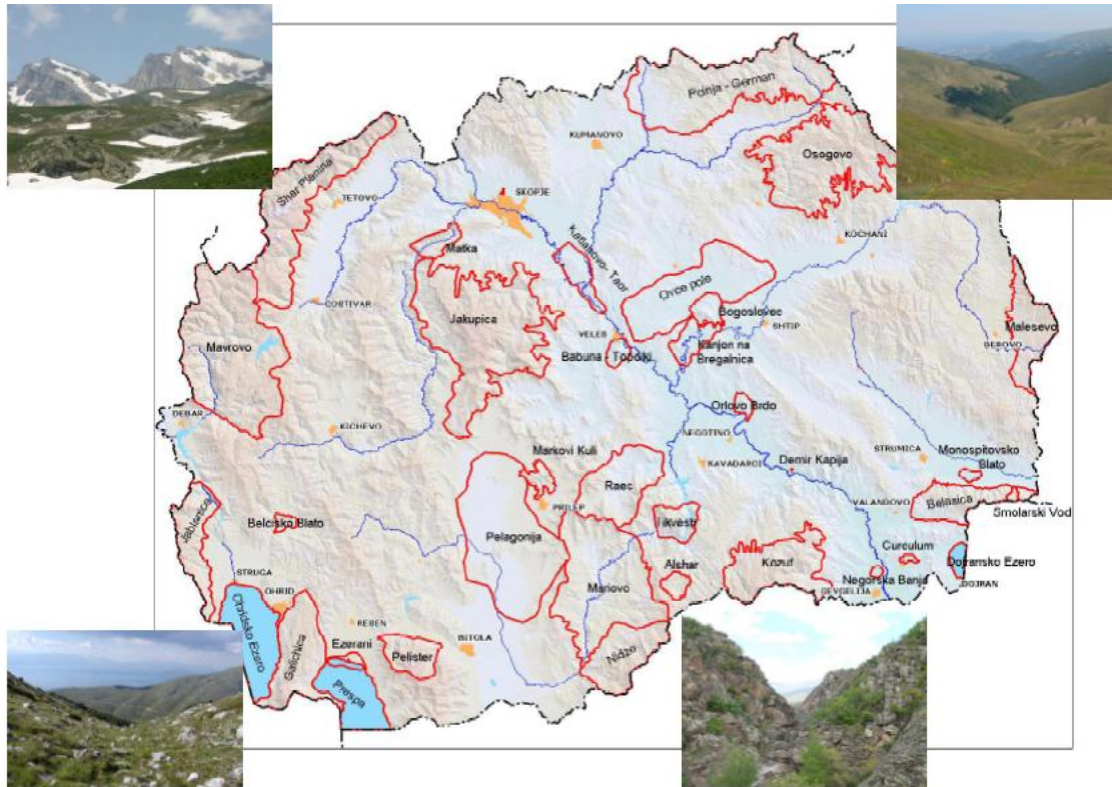 Pcinja - German
KUMANOVO
Osogovo
Shar Planina
SKOPJE
TETOVO
KOCHANI
Matka
Katlanovo - Taor
Ovce pole
GOSTIVAR
Jakupica
Bogoslovec
SHTIP
Malesevo
VELES
Kanjon na
Bregalnica
BEROVO
Mavrovo
Babuna - Topolki
Orlovo Brdo
DEBAR
KICHEVO
NEGOTINO
Markovi Kuli
STRUMICA
Monospitovsko
Blato
KAVADARCI
Demir Kapija
Raec
Belasica
Jablanica
PRILEP
VALANDOVO
Smolarski Vod
Belcisko Blato
Tikvesh
Pelagonija
Curculum
Dojransko Ezero
Alshar
Kozuf
STRUGA
Mariovo
Negorska Banja
DOJRAN
OHRID
GEVGELIJA
Ohridsko Ezero
Galichica
RESEN
Ezerani
BITOLA
Pelister
Nidze
Prespa